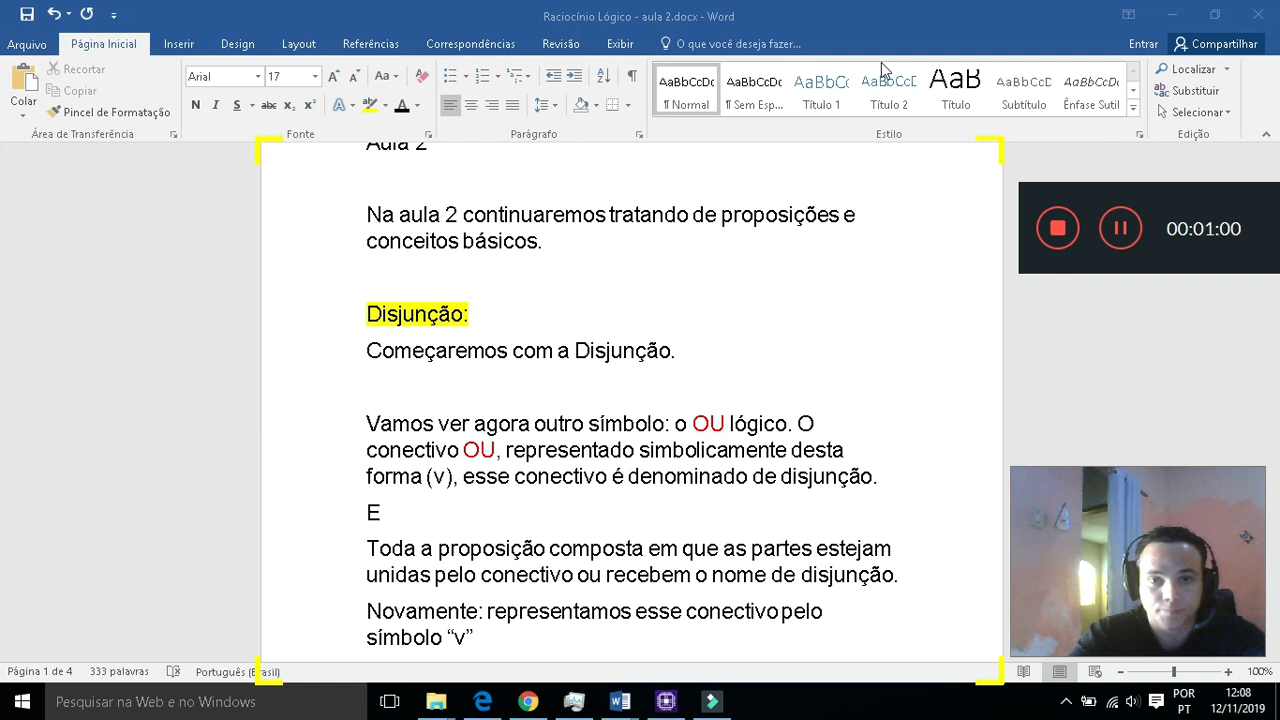 Raciocínio Lógico - aula 2.docx - Word
Arquivo Página Inicial Inserir Design Layout Referências Correspondências Revisão Exibir O que você deseja fazer... Entrar Compartilhar
Colar
Recortar
Copiar
Pincel de Formatação
Área de Transferência
Arial 17
N I S abc x₂ x²
Fonte
Parágrafo
AaBbCcDc AaBbCcDc AaBbCc AaBbCcI AaB AaBbCcD AaBbCcDc
¶ Normal ¶ Sem Esp... Título 1 Título 2 Título Subtítulo Ênfase Sutil
Estilo
Localizar
Substituir
Selecionar
Edição
Aula 2
Na aula 2 continuaremos tratando de proposições e
conceitos básicos.
Disjunção:
Começaremos com a Disjunção.
Vamos ver agora outro símbolo: o OU lógico. O
conectivo OU, representado simbolicamente desta
forma (v), esse conectivo é denominado de disjunção.
E
Toda a proposição composta em que as partes estejam
unidas pelo conectivo ou recebem o nome de disjunção.
Novamente: representamos esse conectivo pelo
símbolo “v”
00:01:00
Página 1 de 4 333 palavras Português (Brasil) 100%
Pesquisar na Web e no Windows
POR 12:08
PT 12/11/2019